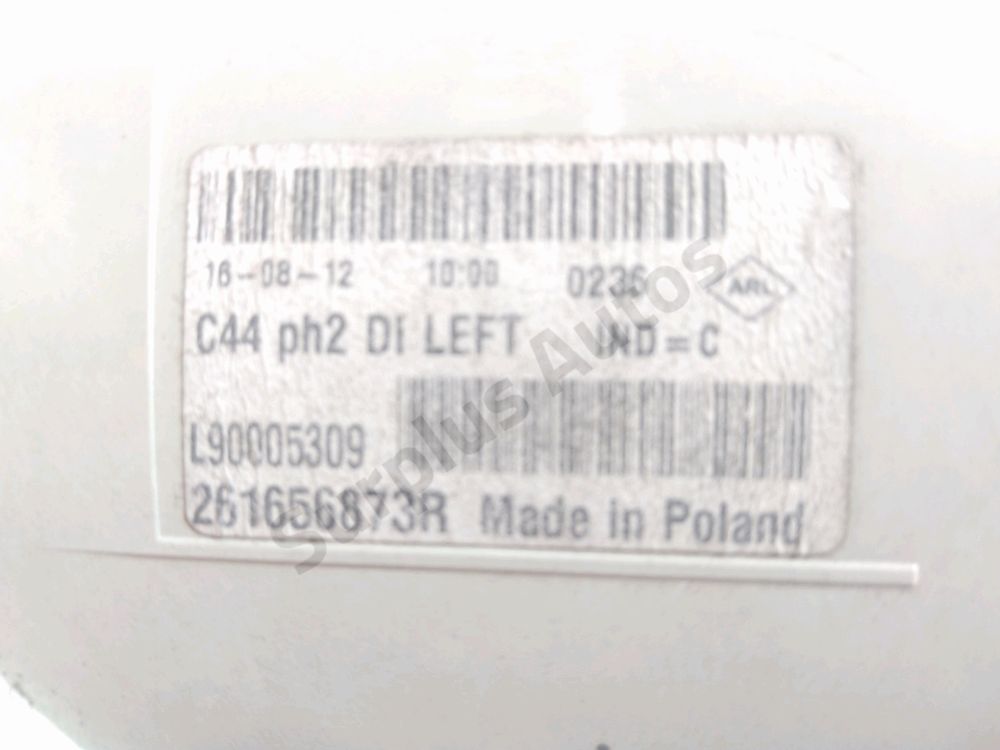 16-08-12 10:00 0236 ARL
C44 ph2 Di LEFT IND = C
L90005309
261656873R Made in Poland
Surplus Autos